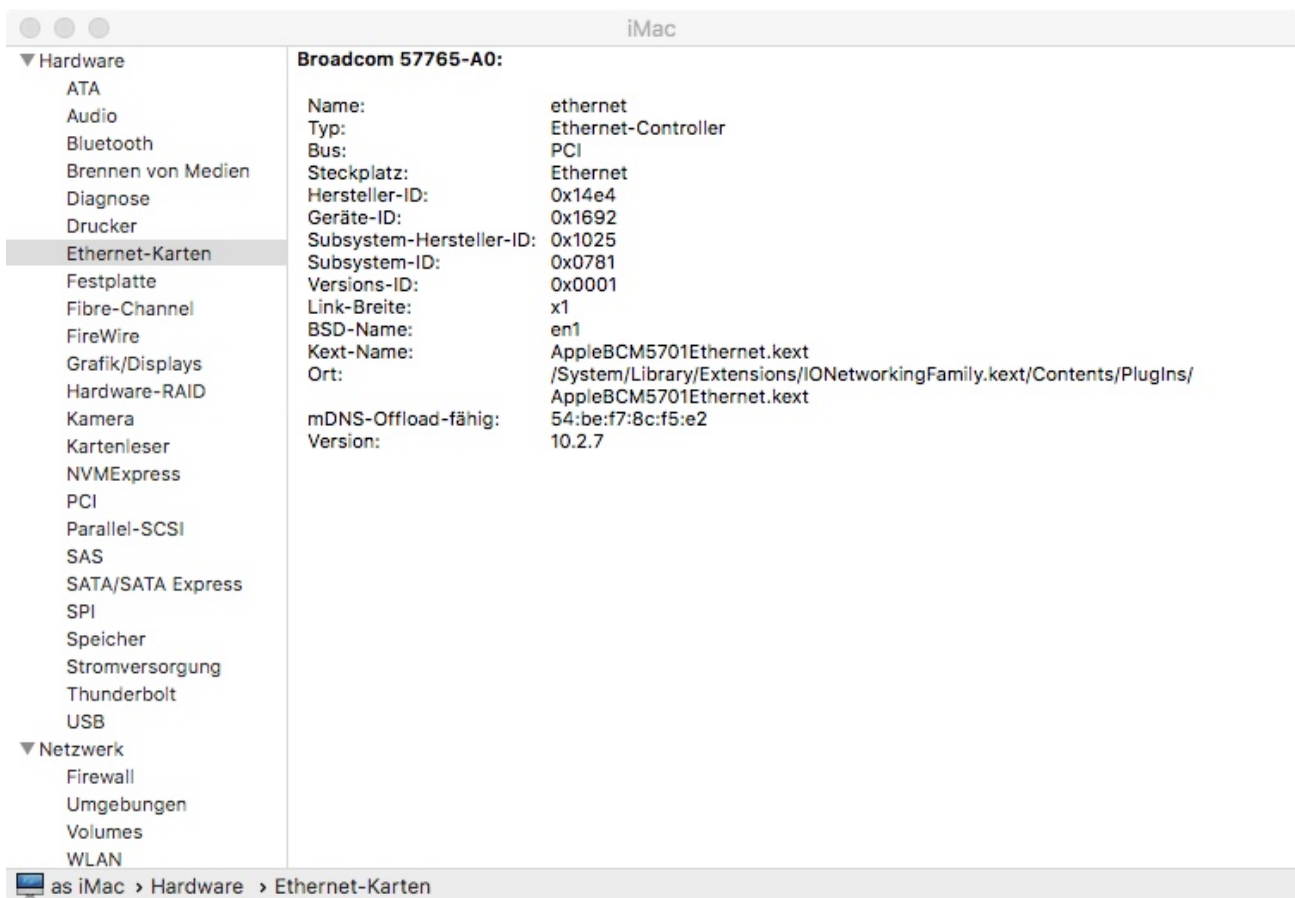 iMac
▼ Hardware
ATA
Audio
Bluetooth
Brennen von Medien
Diagnose
Drucker
Ethernet-Karten
Festplatte
Fibre-Channel
FireWire
Grafik/Displays
Hardware-RAID
Kamera
Kartenleser
NVMExpress
PCI
Parallel-SCSI
SAS
SATA/SATA Express
SPI
Speicher
Stromversorgung
Thunderbolt
USB
▼ Netzwerk
Firewall
Umgebungen
Volumes
WLAN
Broadcom 57765-A0:
Name: ethernet
Typ: Ethernet-Controller
Bus: PCI
Steckplatz: Ethernet
Hersteller-ID: 0x14e4
Geräte-ID: 0x1692
Subsystem-Hersteller-ID: 0x1025
Subsystem-ID: 0x0781
Versions-ID: 0x0001
Link-Breite: x1
BSD-Name: en1
Kext-Name: AppleBCM5701Ethernet.kext
Ort: /System/Library/Extensions/IONetworkingFamily.kext/Contents/PlugIns/
AppleBCM5701Ethernet.kext
mDNS-Offload-fähig: 54:be:f7:8c:f5:e2
Version: 10.2.7
as iMac › Hardware › Ethernet-Karten